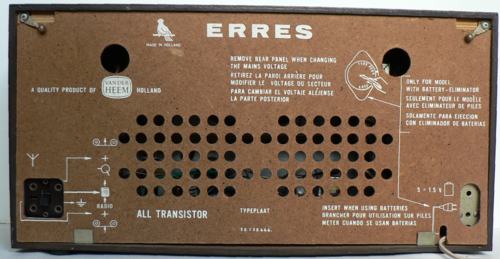 ERRES
MADE IN HOLLAND
REMOVE REAR PANEL WHEN CHANGING
THE MAINS VOLTAGE
RETIREZ LA PAROI ARRIÈRE POUR
MODIFIER LE VOLTAGE DU SECTEUR
PARA CAMBIAR EL VOLTAJE ALÉJENSE
LA PARTE POSTERIOR
ONLY FOR MODEL
WITH BATTERY-ELIMINATOR
SEULEMENT POUR LE MODÈLE
AVEC ELIMINATEUR DE PILES
SOLAMENTE PARA EJECCION
CON ELIMINADOR DE BATERIAS
A QUALITY PRODUCT OF
VAN DER
HEEM
HOLLAND
5 - 1.5 V
RADIO
ALL TRANSISTOR
TYPEPLAAT
INSERT WHEN USING BATTERIES
BRANCHER POUR UTILISATION SUR PILES
METER CUANDO SE USAN BATERIAS